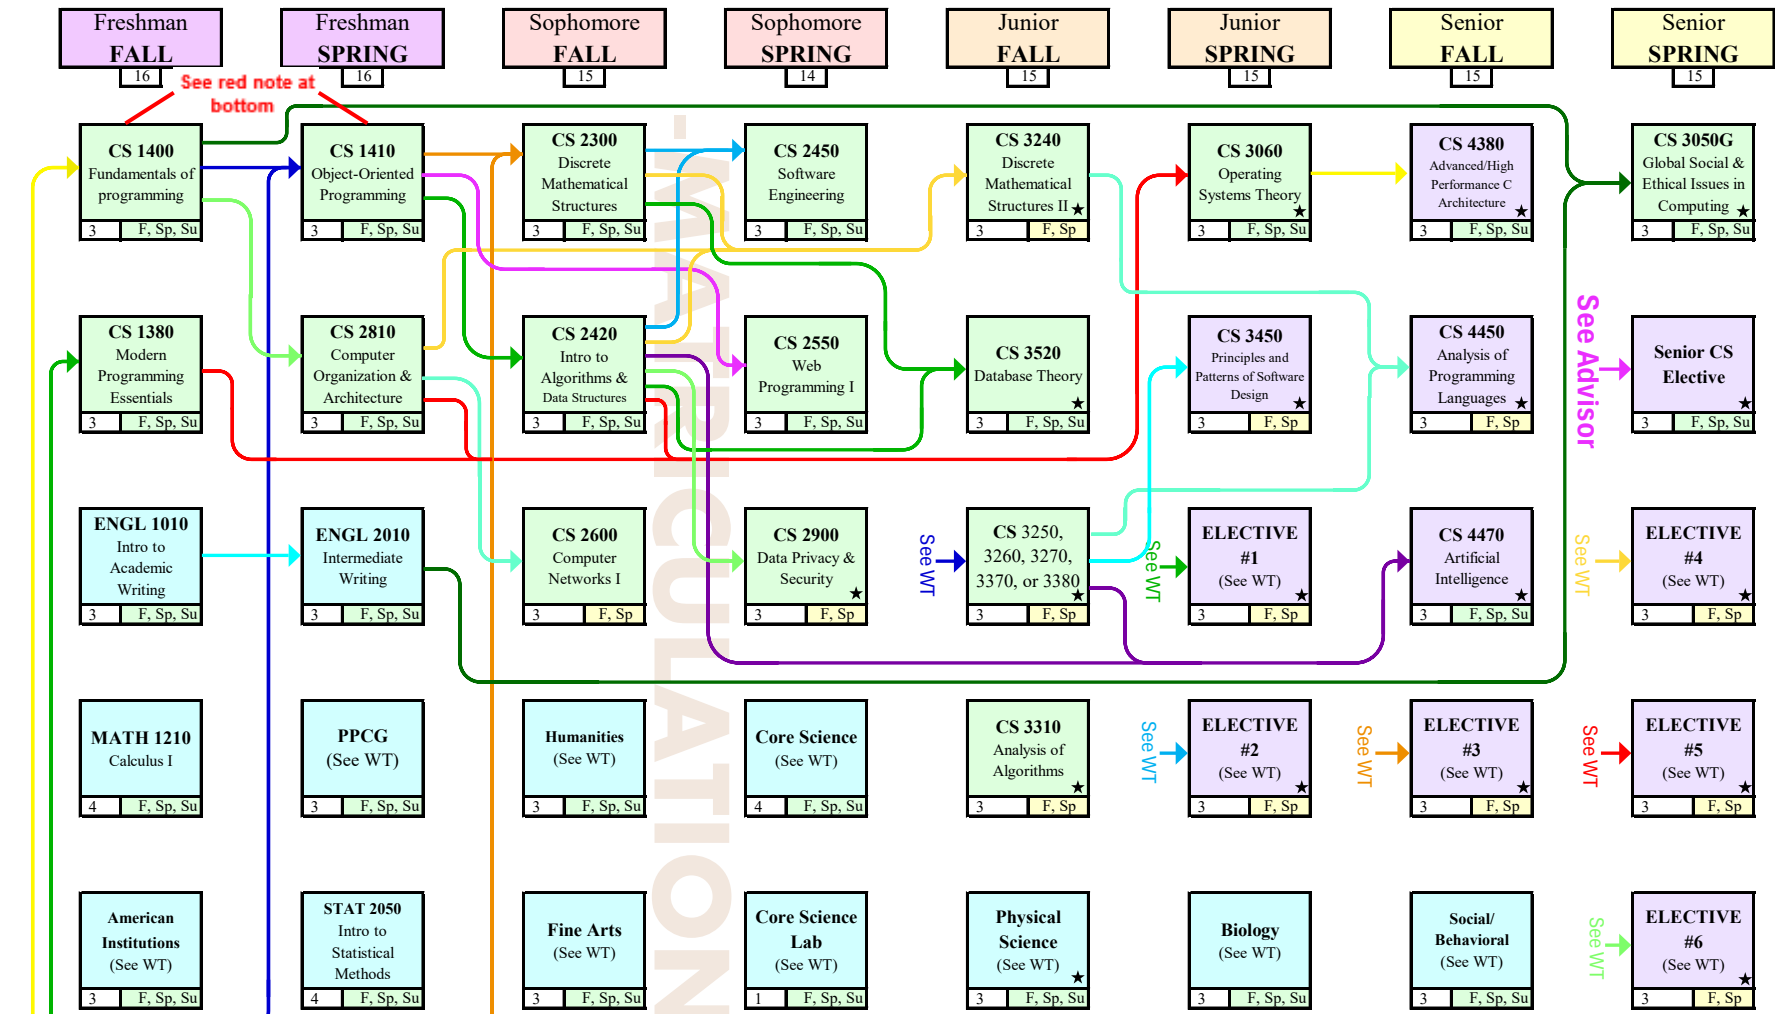 Freshman
FALL
16
Freshman
SPRING
16
Sophomore
FALL
15
Sophomore
SPRING
14
Junior
FALL
15
Junior
SPRING
15
Senior
FALL
15
Senior
SPRING
15
See red note at
bottom
-MATRICULATION
CS 1400
Fundamentals of
programming
3 F, Sp, Su
CS 1410
Object-Oriented
Programming
3 F, Sp, Su
CS 2300
Discrete
Mathematical
Structures
3 F, Sp, Su
CS 2450
Software
Engineering
3 F, Sp, Su
CS 3240
Discrete
Mathematical
Structures II ★
3 F, Sp
CS 3060
Operating
Systems Theory ★
3 F, Sp, Su
CS 4380
Advanced/High
Performance C
Architecture ★
3 F, Sp, Su
CS 3050G
Global Social &
Ethical Issues in
Computing ★
3 F, Sp, Su
CS 1380
Modern
Programming
Essentials
3 F, Sp, Su
CS 2810
Computer
Organization &
Architecture
3 F, Sp, Su
CS 2420
Intro to
Algorithms &
Data Structures
3 F, Sp, Su
CS 2550
Web
Programming I
3 F, Sp, Su
CS 3520
Database Theory
★
3 F, Sp, Su
CS 3450
Principles and
Patterns of Software
Design ★
3 F, Sp
CS 4450
Analysis of
Programming
Languages ★
3 F, Sp
See Advisor
Senior CS
Elective
★
3 F, Sp, Su
ENGL 1010
Intro to
Academic
Writing
3 F, Sp, Su
ENGL 2010
Intermediate
Writing
3 F, Sp, Su
CS 2600
Computer
Networks I
3 F, Sp
CS 2900
Data Privacy &
Security
★
3 F, Sp
See WT
CS 3250,
3260, 3270,
3370, or 3380
★
3 F, Sp
See WT
ELECTIVE
#1
(See WT)
★
3 F, Sp
CS 4470
Artificial
Intelligence
★
3 F, Sp, Su
See WT
ELECTIVE
#4
(See WT)
★
3 F, Sp
MATH 1210
Calculus I
4 F, Sp, Su
PPCG
(See WT)
3 F, Sp, Su
Humanities
(See WT)
3 F, Sp, Su
Core Science
(See WT)
4 F, Sp, Su
CS 3310
Analysis of
Algorithms
★
3 F, Sp
See WT
ELECTIVE
#2
(See WT)
★
3 F, Sp
See WT
ELECTIVE
#3
(See WT)
★
3 F, Sp
See WT
ELECTIVE
#5
(See WT)
★
3 F, Sp
American
Institutions
(See WT)
3 F, Sp, Su
STAT 2050
Intro to
Statistical
Methods
4 F, Sp, Su
Fine Arts
(See WT)
3 F, Sp, Su
Core Science
Lab
(See WT)
1 F, Sp, Su
Physical
Science
(See WT)
★
3 F, Sp, Su
Biology
(See WT)
3 F, Sp, Su
Social/
Behavioral
(See WT)
3 F, Sp, Su
See WT
ELECTIVE
#6
(See WT)
★
3 F, Sp